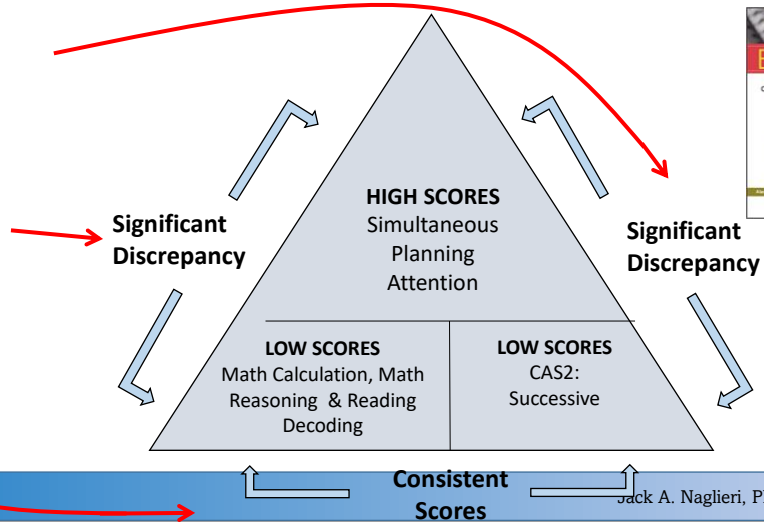 HIGH SCORES
Simultaneous
Planning
Attention
Significant
Discrepancy
Significant
Discrepancy
LOW SCORES
Math Calculation, Math
Reasoning & Reading
Decoding
LOW SCORES
CAS2:
Successive
Consistent
Scores
Jack A. Naglieri, P